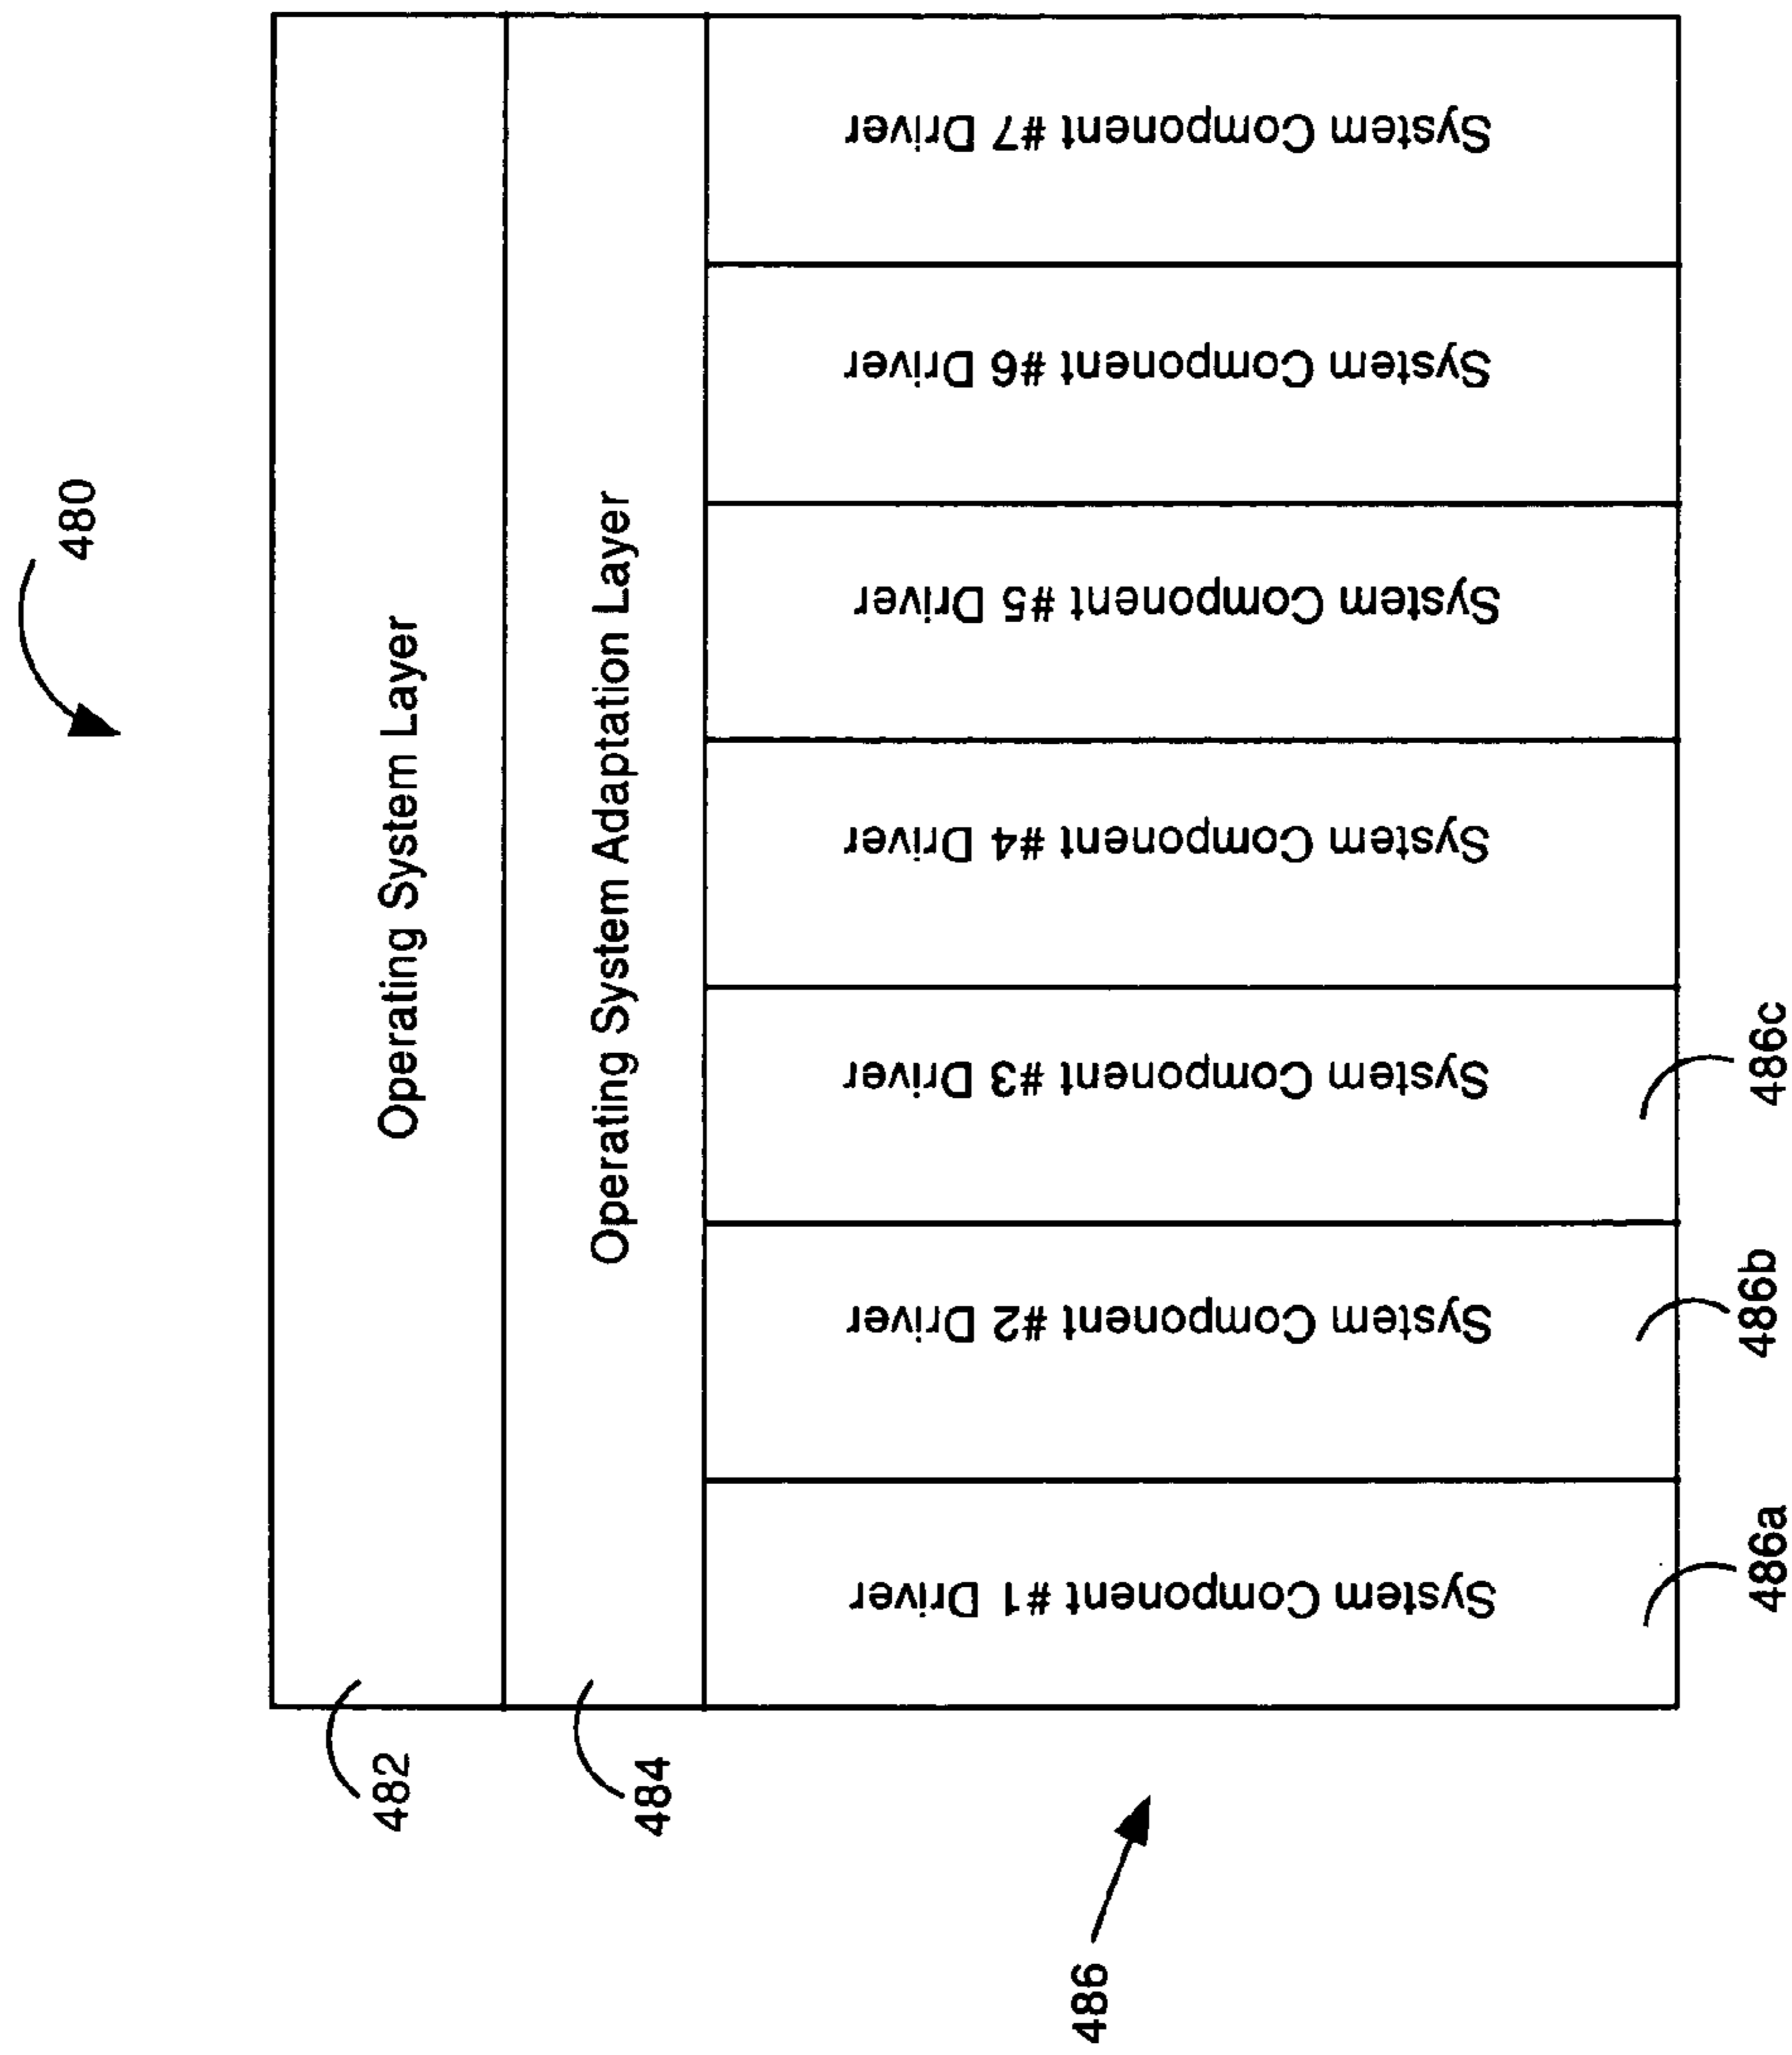 480
482
Operating System Layer
484
Operating System Adaptation Layer
486
System Component #1 Driver
System Component #2 Driver
System Component #3 Driver
System Component #4 Driver
System Component #5 Driver
System Component #6 Driver
System Component #7 Driver
486a
486b
486c